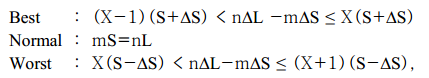 Best : (X−1)(S+ΔS) < nΔL −mΔS ≤ X(S+ΔS)
Normal : mS=nL
Worst : X(S−ΔS) < nΔL−mΔS ≤ (X+1)(S−ΔS),